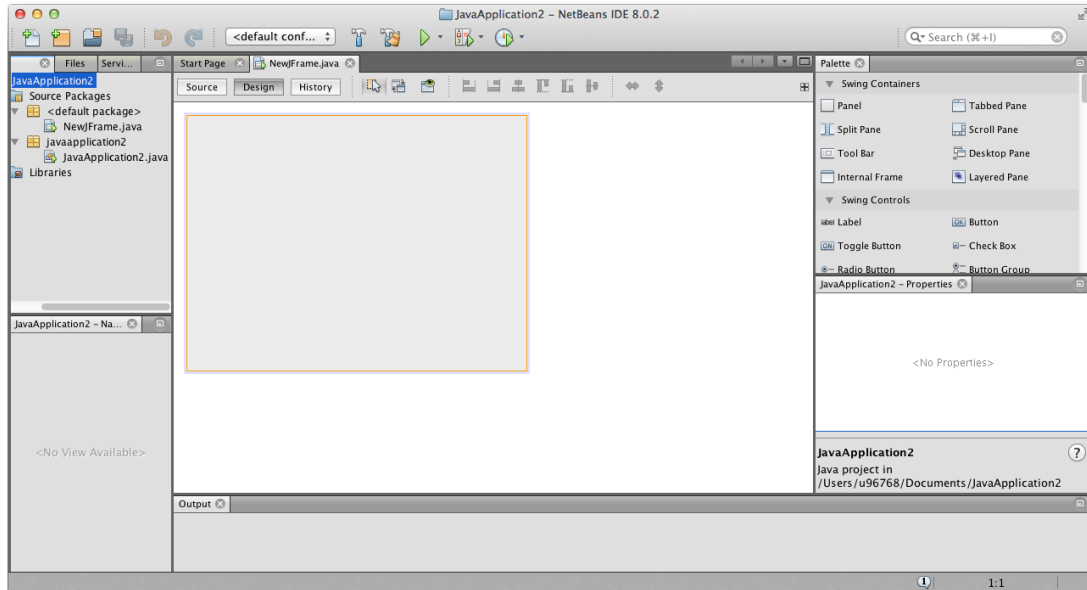 JavaApplication2 – NetBeans IDE 8.0.2
<default conf...
Search (⌘+I)
Files
Servi...
JavaApplication2
Source Packages
<default package>
NewJFrame.java
javaapplication2
JavaApplication2.java
Libraries
JavaApplication2 – Na...
<No View Available>
Start Page
NewJFrame.java
Source
Design
History
Output
Palette
Swing Containers
Panel
Tabbed Pane
Split Pane
Scroll Pane
Tool Bar
Desktop Pane
Internal Frame
Layered Pane
Swing Controls
label Label
OK Button
ON Toggle Button
Check Box
Radio Button
Button Group
JavaApplication2 – Properties
<No Properties>
JavaApplication2
?
Java project in
/Users/u96768/Documents/JavaApplication2
1
1:1